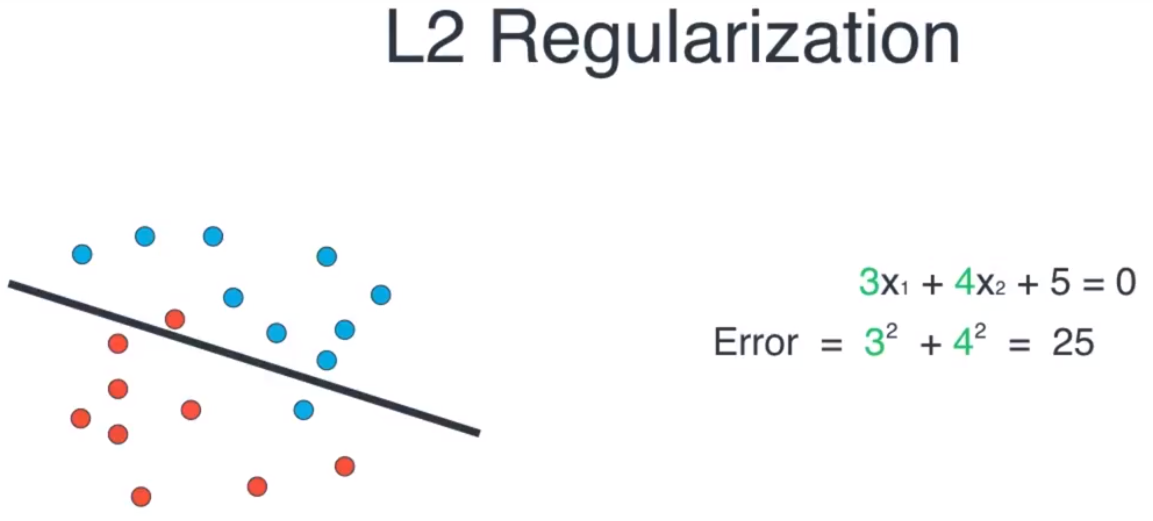 L2 Regularization
3x₁ + 4x₂ + 5 = 0
Error = 3² + 4² = 25